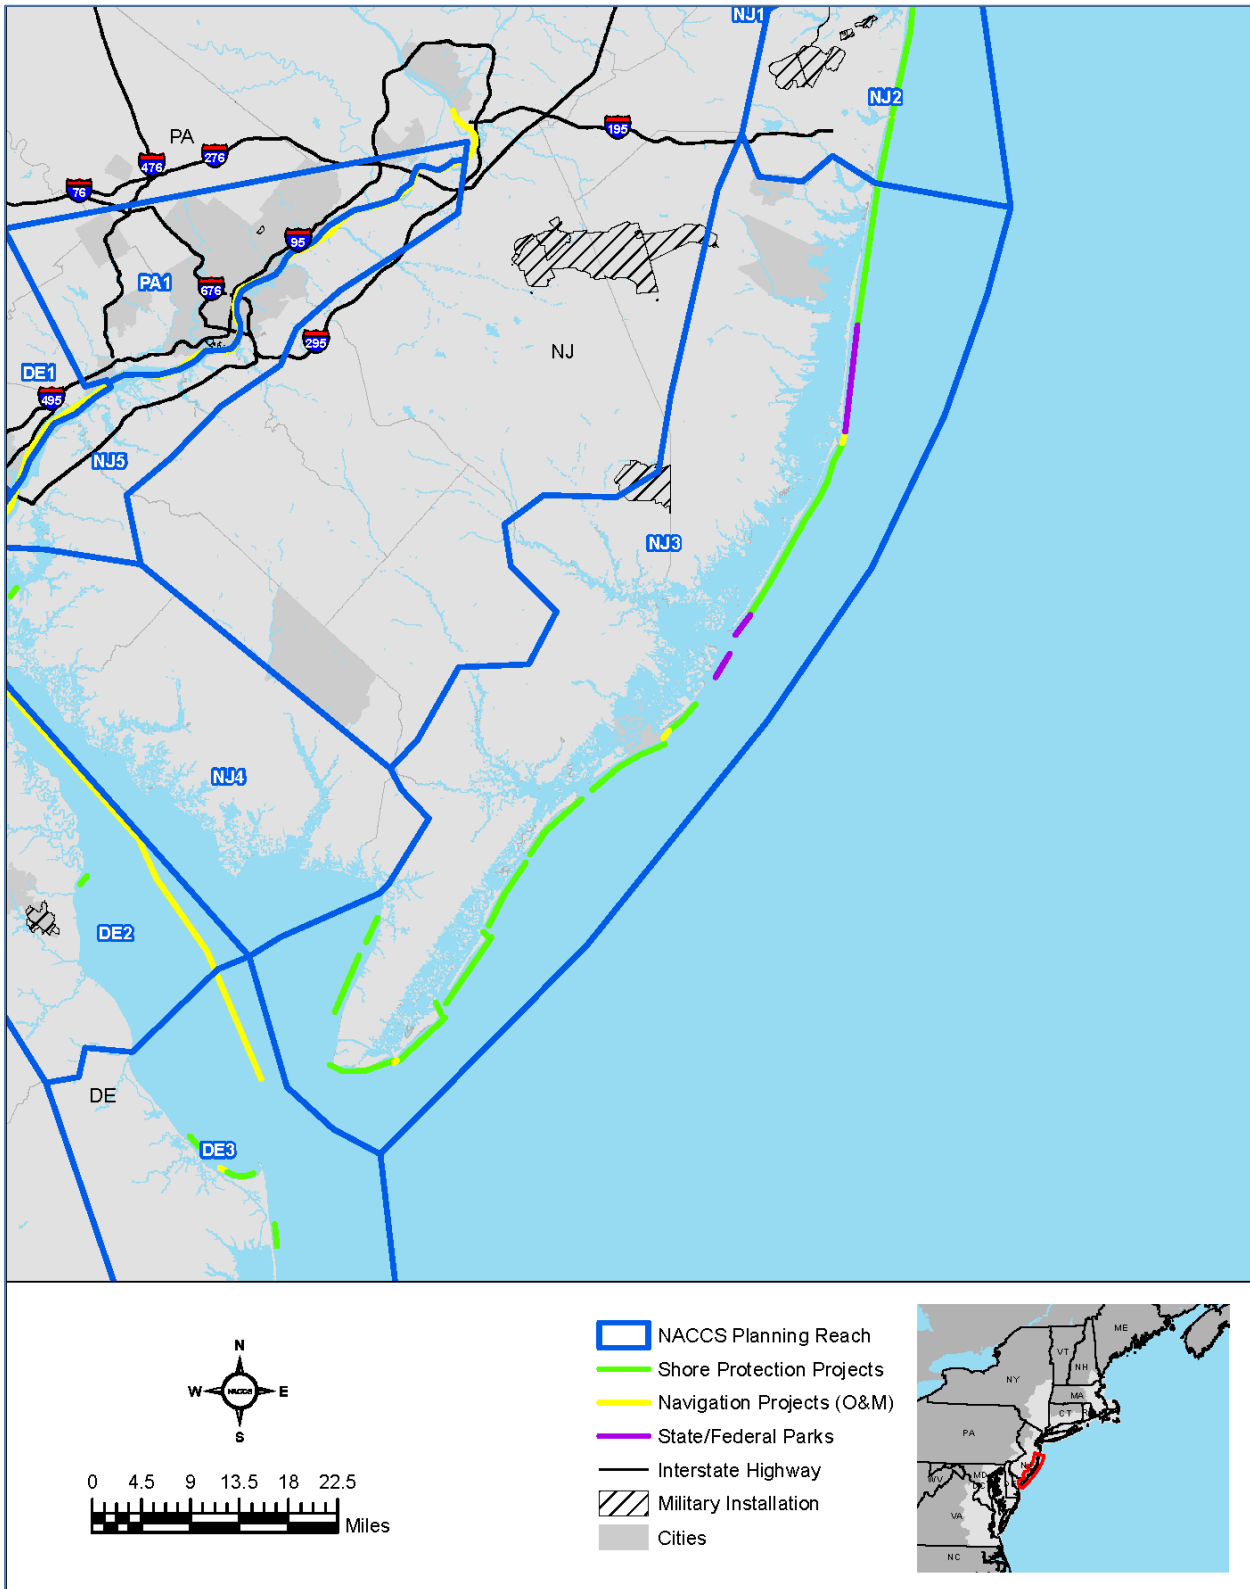 NJ1
NJ2
PA
195
276
476
76
95
PA1
676
295
NJ
DE1
495
NJ5
NJ3
NJ4
DE2
DE
DE3
N
W NACCS E
S
0 4.5 9 13.5 18 22.5
Miles
NACCS Planning Reach
Shore Protection Projects
Navigation Projects (O&M)
State/Federal Parks
Interstate Highway
Military Installation
Cities
ME
VT
NH
NY
MA
CT
PA
MD
WV
VA
NC